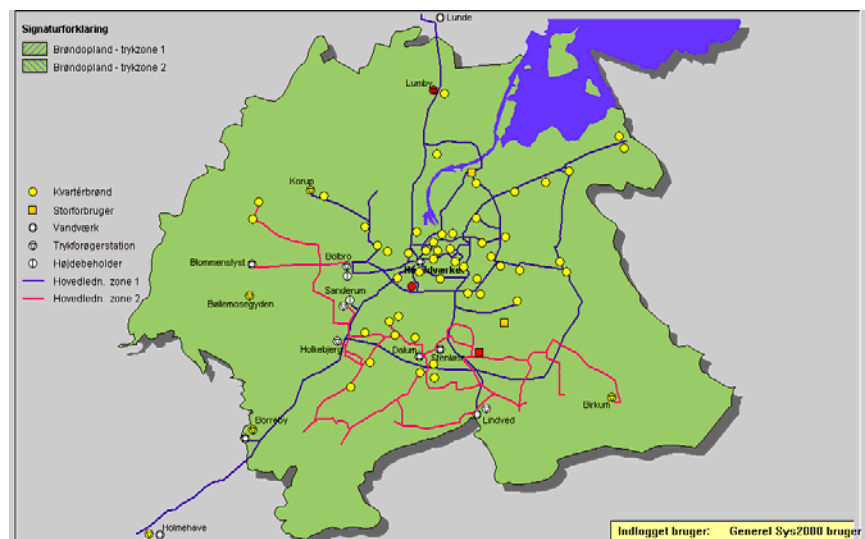 Signaturforklaring
Brøndopland - trykzone 1
Brøndopland - trykzone 2
Kvartérbrønd
Storforbruger
Vandværk
Trykforøgerstation
Højdebeholder
Hovedledn. zone 1
Hovedledn. zone 2
Lunde
Lumby
Korup
Blommenslyst
Bolbro
Bøllemosegyden
Sanderum
Holkebjerg
Dalum
Stenløse
Birkum
Lindved
Borreby
Holmehave
Indlogget bruger: Generel Sys2000 bruger